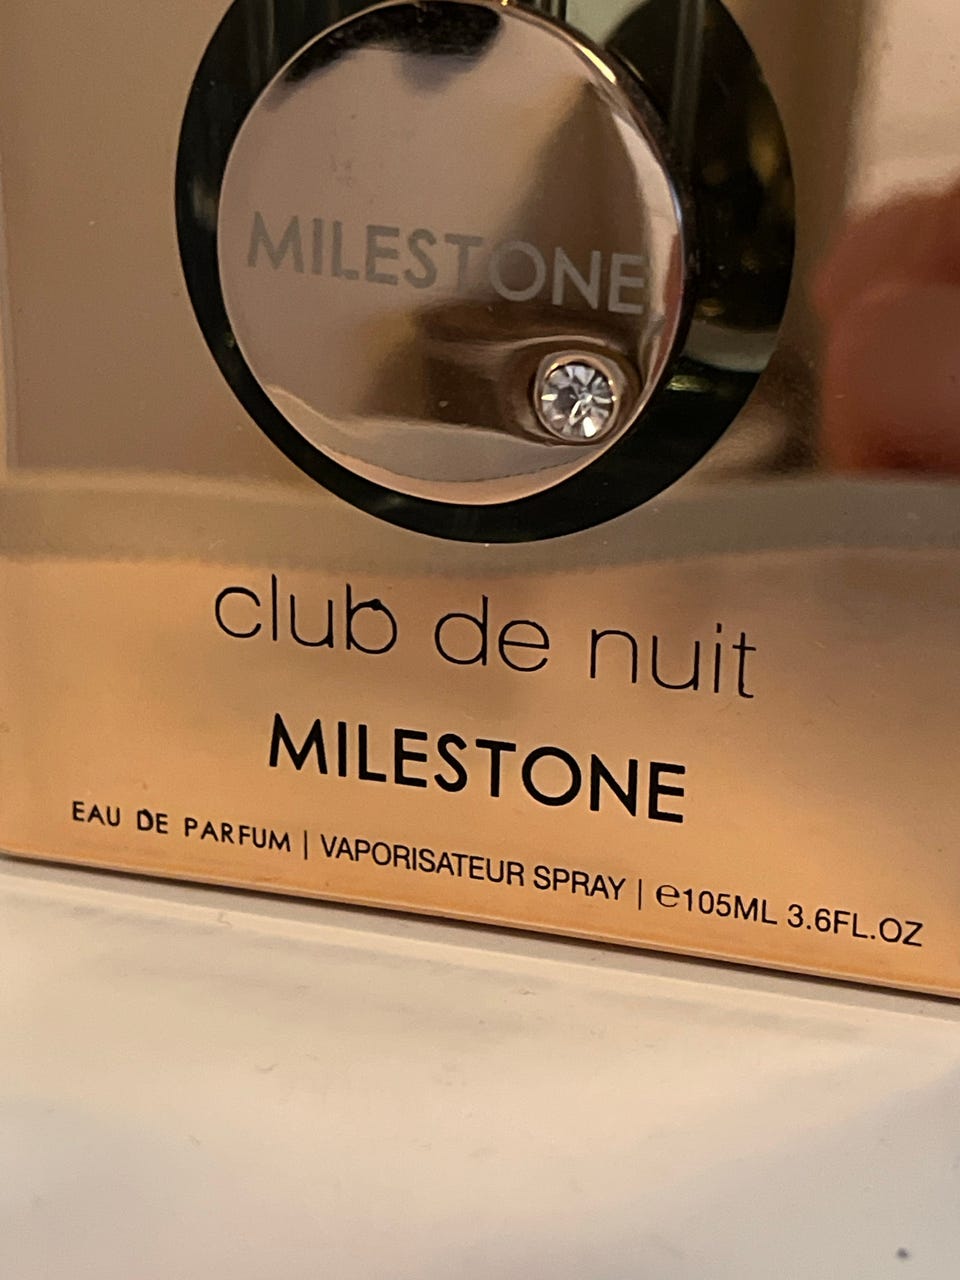 MILESTONE
club de nuit
MILESTONE
EAU DE PARFUM | VAPORISATEUR SPRAY | ℮105ML 3.6FL.OZ